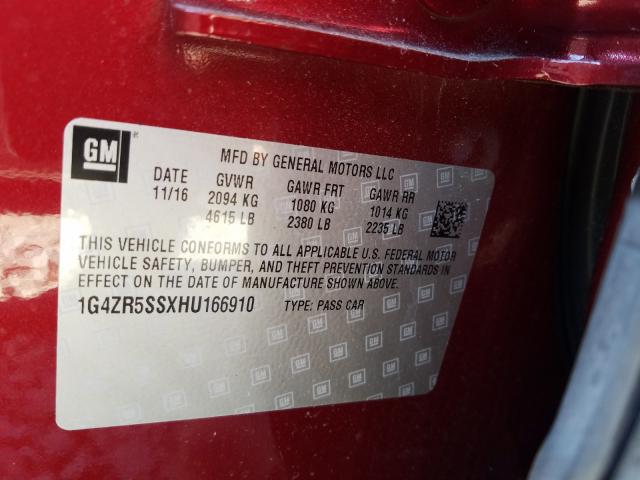 GM
MFD BY GENERAL MOTORS LLC
DATE GVWR GAWR FRT GAWR RR
11/16 2094 KG 1080 KG 1014 KG
4615 LB 2380 LB 2235 LB
THIS VEHICLE CONFORMS TO ALL APPLICABLE U.S. FEDERAL MOTOR
VEHICLE SAFETY, BUMPER, AND THEFT PREVENTION STANDARDS IN
EFFECT ON THE DATE OF MANUFACTURE SHOWN ABOVE.
1G4ZR5SSXHU166910 TYPE: PASS CAR